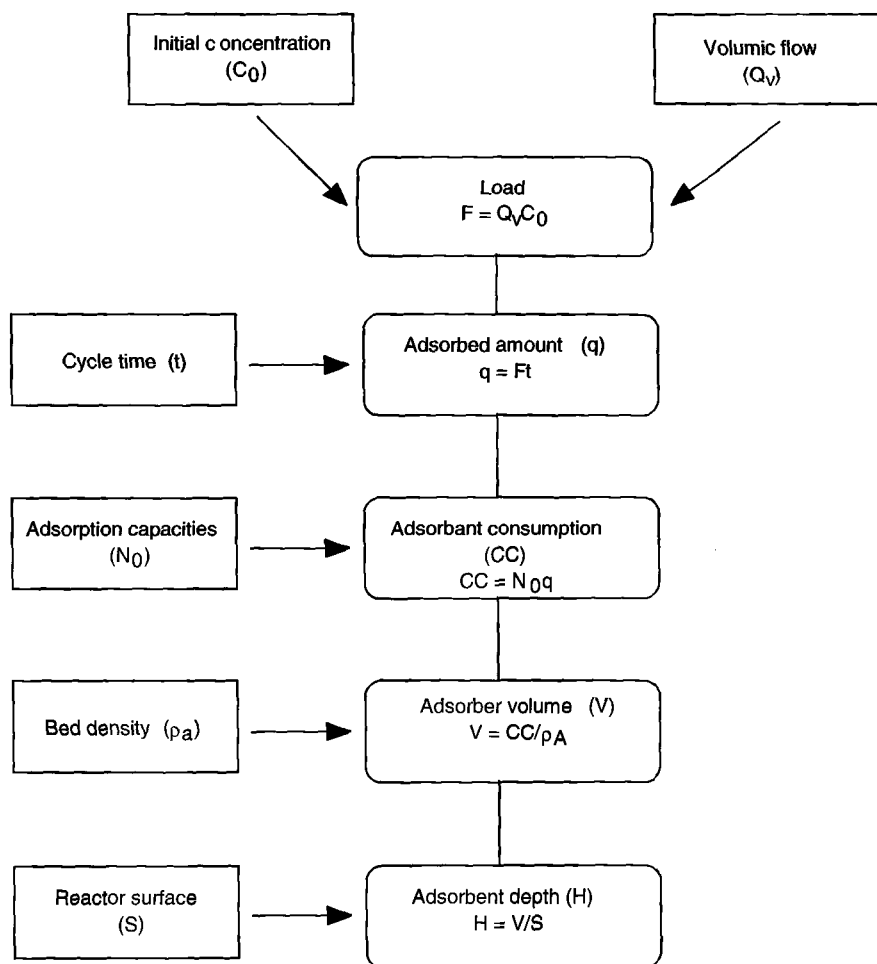 Initial c oncentration
(C0)
Volumic flow
(Qv)
Load
F = QvC0
Cycle time (t)
Adsorbed amount (q)
q = Ft
Adsorption capacities
(N0)
Adsorbant consumption
(CC)
CC = N0q
Bed density (ρa)
Adsorber volume (V)
V = CC/ρA
Reactor surface
(S)
Adsorbent depth (H)
H = V/S